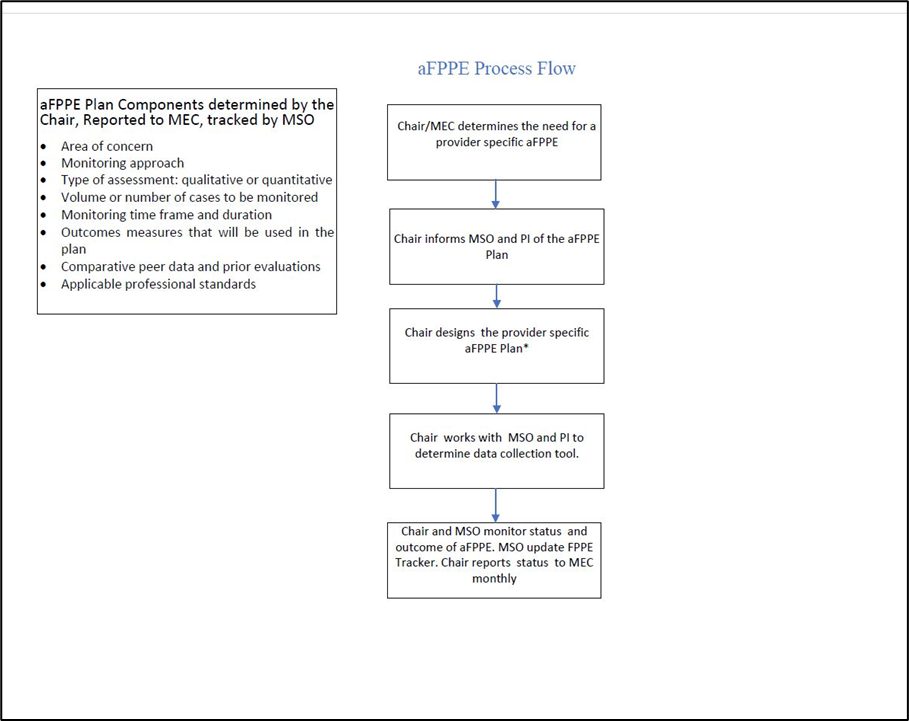 aFPPE Process Flow
aFPPE Plan Components determined by the
Chair, Reported to MEC, tracked by MSO
• Area of concern
• Monitoring approach
• Type of assessment: qualitative or quantitative
• Volume or number of cases to be monitored
• Monitoring time frame and duration
• Outcomes measures that will be used in the
plan
• Comparative peer data and prior evaluations
• Applicable professional standards
Chair/MEC determines the need for a
provider specific aFPPE
Chair informs MSO and PI of the aFPPE
Plan
Chair designs the provider specific
aFPPE Plan*
Chair works with MSO and PI to
determine data collection tool.
Chair and MSO monitor status and
outcome of aFPPE. MSO update FPPE
Tracker. Chair reports status to MEC
monthly